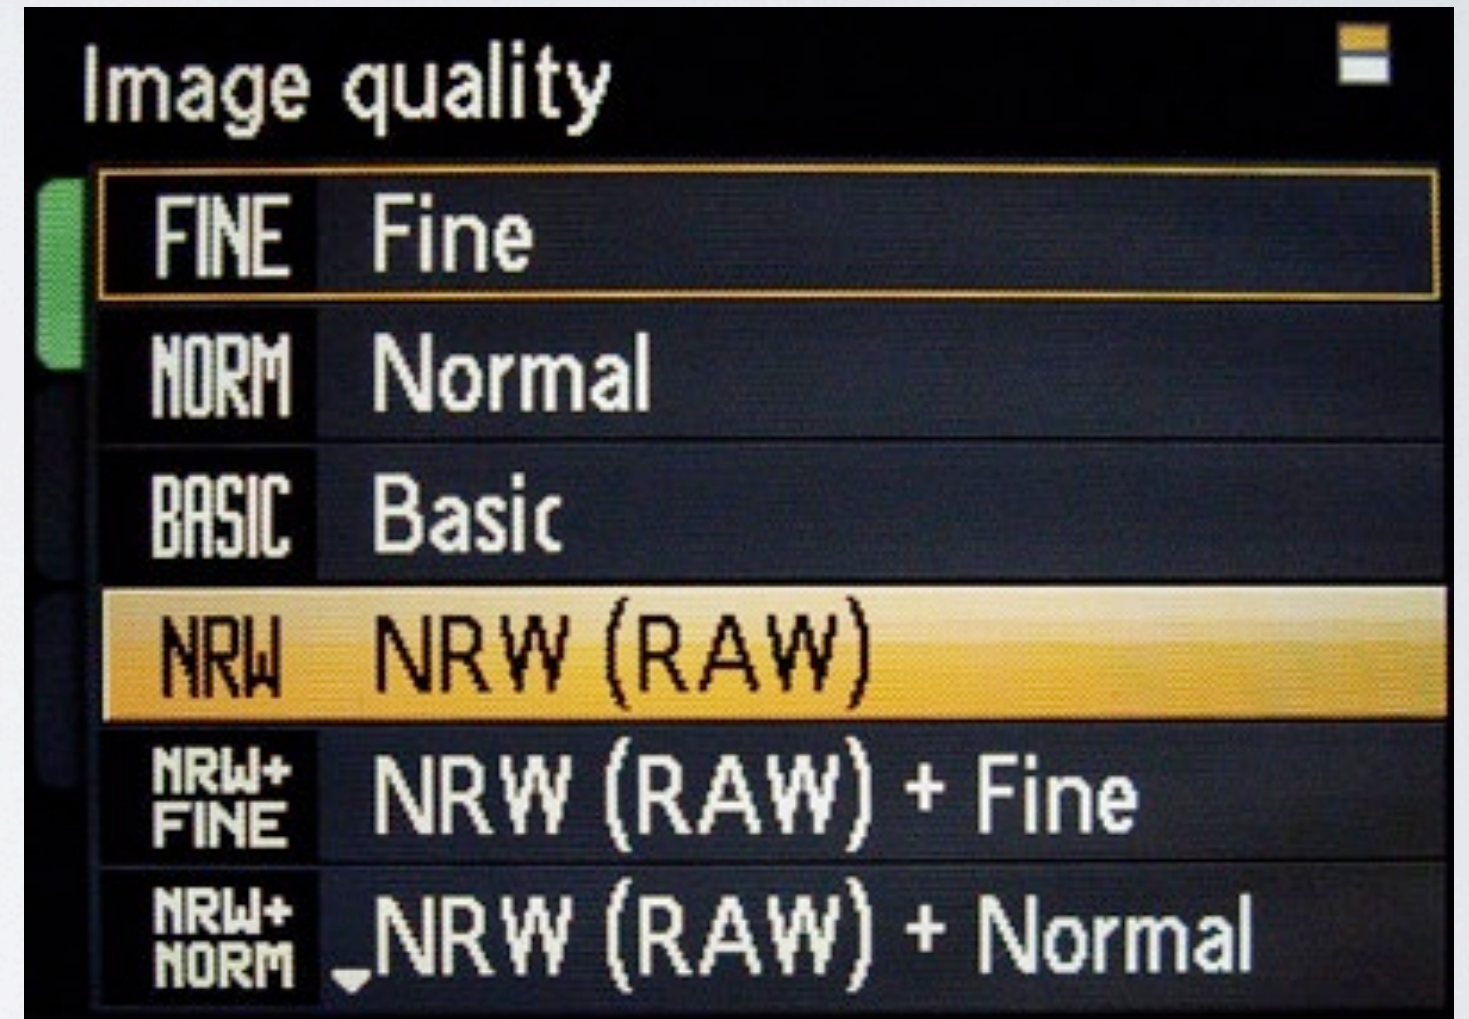 Image quality
FINE Fine
NORM Normal
BASIC Basic
NRW NRW (RAW)
NRW+
FINE NRW (RAW) + Fine
NRW+
NORM NRW (RAW) + Normal